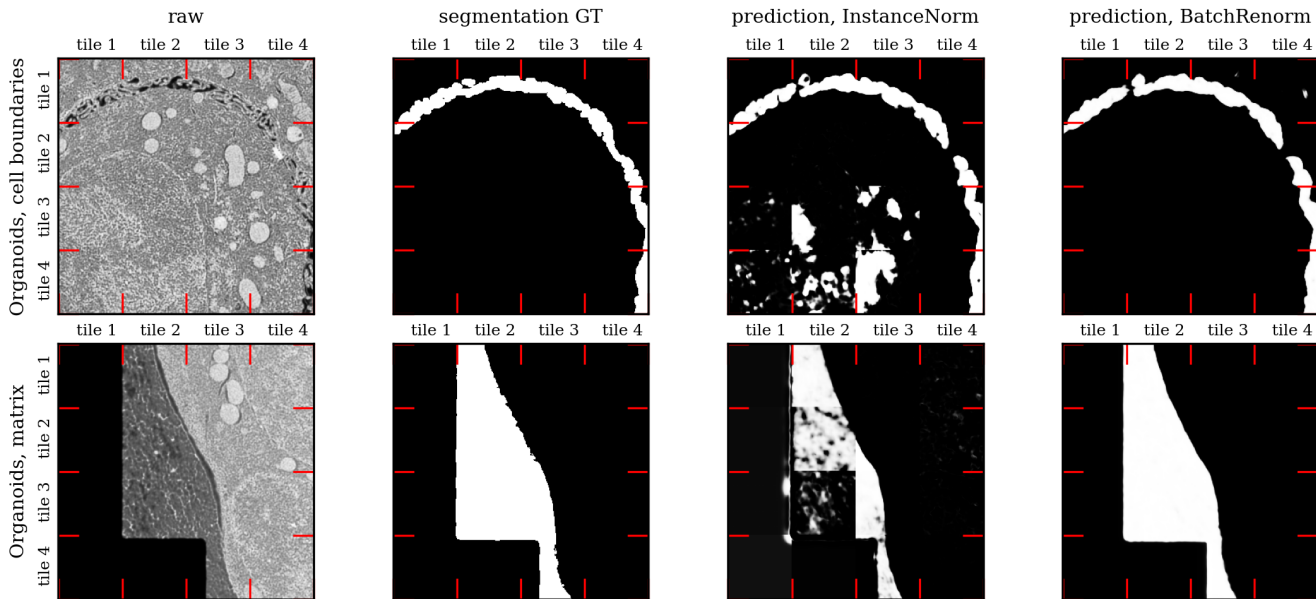 raw
segmentation GT
prediction, InstanceNorm
prediction, BatchRenorm
tile 1 tile 2 tile 3 tile 4
tile 1 tile 2 tile 3 tile 4
tile 1 tile 2 tile 3 tile 4
tile 1 tile 2 tile 3 tile 4
Organoids, cell boundaries
tile 1
tile 2
tile 3
tile 4
tile 1 tile 2 tile 3 tile 4
tile 1 tile 2 tile 3 tile 4
tile 1 tile 2 tile 3 tile 4
tile 1 tile 2 tile 3 tile 4
Organoids, matrix
tile 1
tile 2
tile 3
tile 4